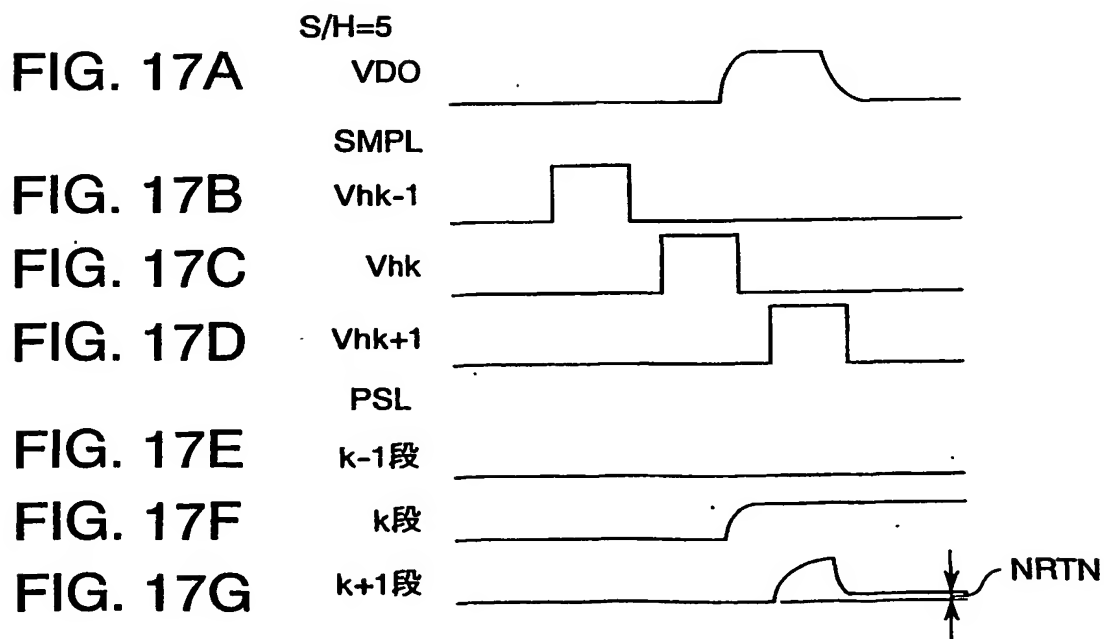 S/H=5
FIG. 17A VDO
SMPL
FIG. 17B Vhk-1
FIG. 17C Vhk
FIG. 17D Vhk+1
PSL
FIG. 17E k-1段
FIG. 17F k段
FIG. 17G k+1段 NRTN